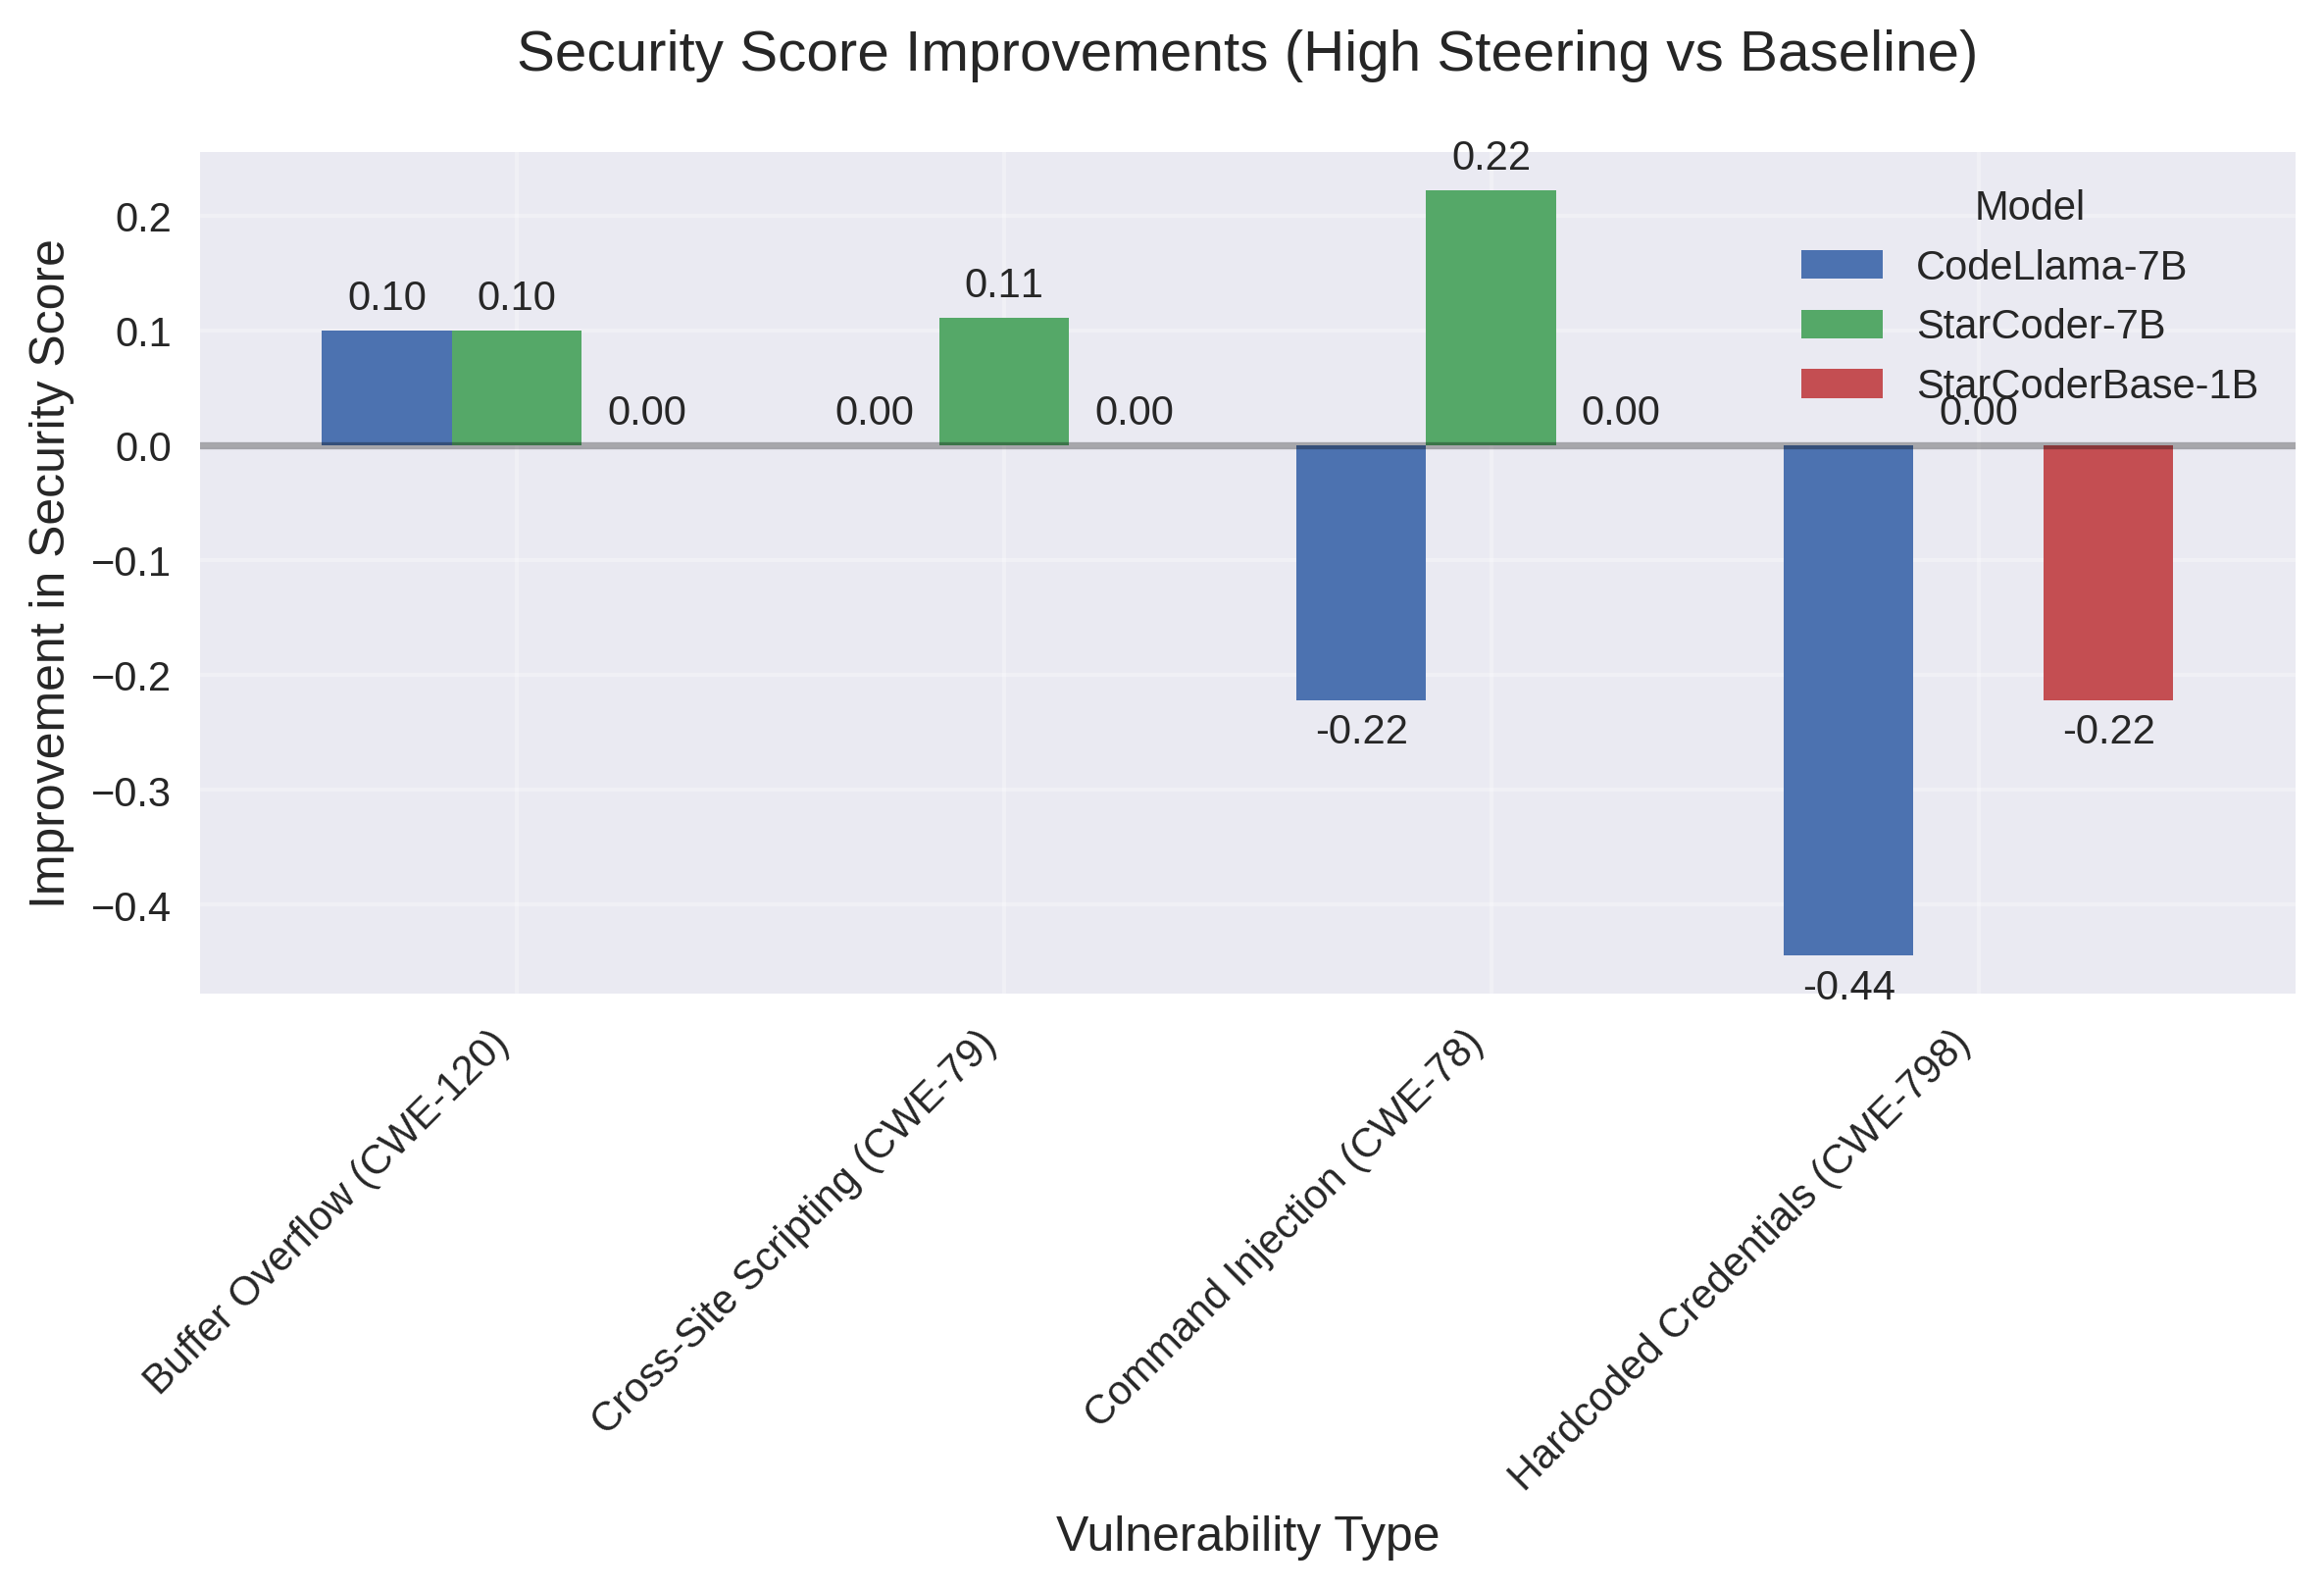 Security Score Improvements (High Steering vs Baseline)
Improvement in Security Score
0.2
0.1
0.0
−0.1
−0.2
−0.3
−0.4
0.10
0.10
0.00
0.00
0.11
0.00
-0.22
0.22
0.00
-0.44
0.00
-0.22
Model
CodeLlama-7B
StarCoder-7B
StarCoderBase-1B
Buffer Overflow (CWE-120)
Cross-Site Scripting (CWE-79)
Command Injection (CWE-78)
Hardcoded Credentials (CWE-798)
Vulnerability Type